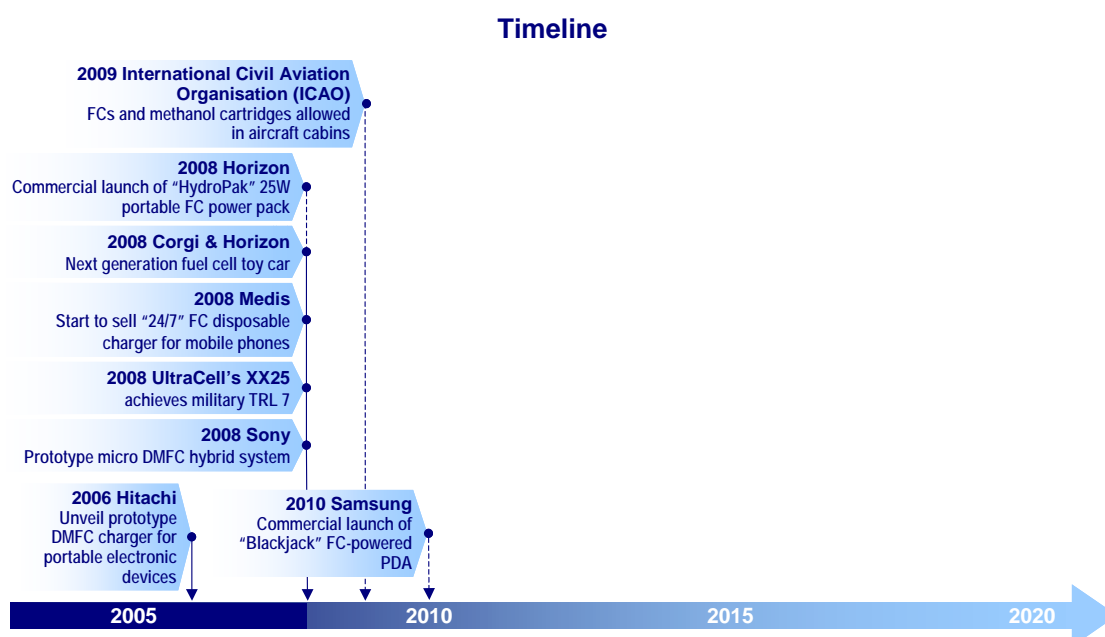 Timeline
2009 International Civil Aviation
Organisation (ICAO)
FCs and methanol cartridges allowed
in aircraft cabins
2008 Horizon
Commercial launch of “HydroPak” 25W
portable FC power pack
2008 Corgi & Horizon
Next generation fuel cell toy car
2008 Medis
Start to sell “24/7” FC disposable
charger for mobile phones
2008 UltraCell’s XX25
achieves military TRL 7
2008 Sony
Prototype micro DMFC hybrid system
2006 Hitachi
Unveil prototype
DMFC charger for
portable electronic
devices
2010 Samsung
Commercial launch of
“Blackjack” FC-powered
PDA
2005
2010
2015
2020